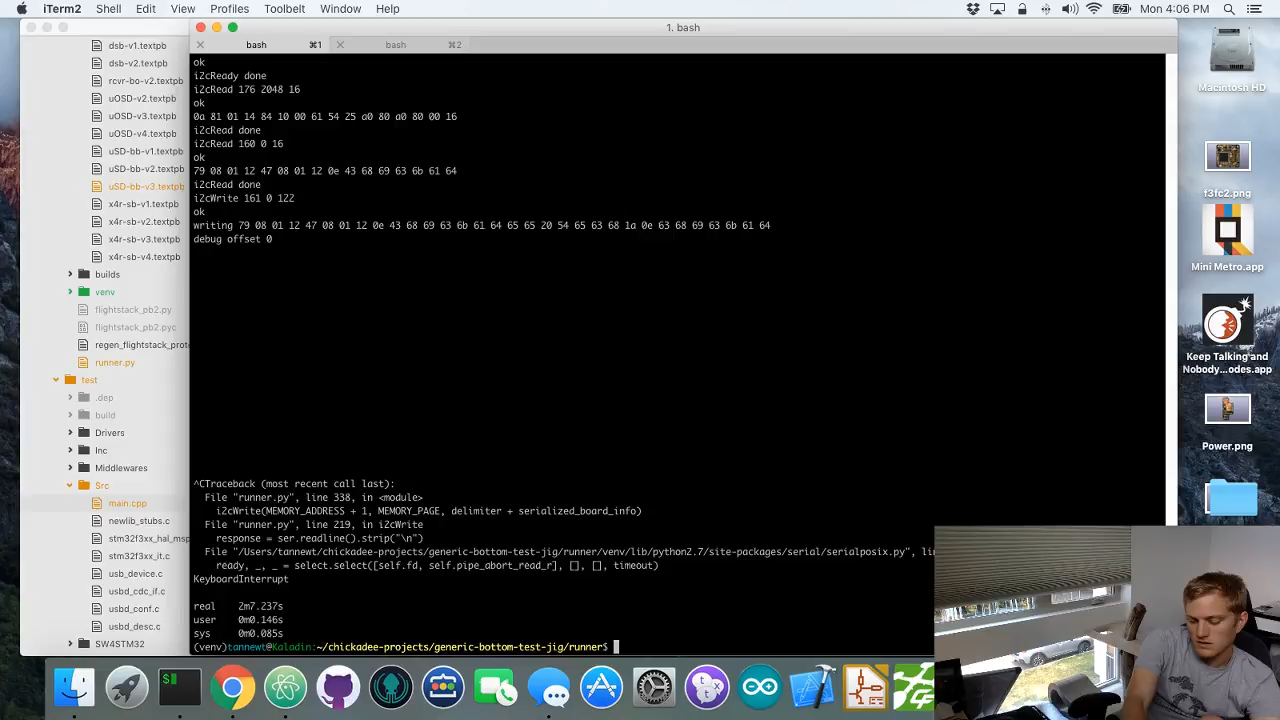 iTerm2 Shell Edit View Profiles Toolbelt Window Help
Mon 4:06 PM
1. bash
bash ⌘1
bash ⌘2
dsb-v1.textpb
dsb-v2.textpb
rcvr-bo-v2.textpb
uOSD-v2.textpb
uOSD-v3.textpb
uOSD-v4.textpb
uSD-bb-v1.textpb
uSD-bb-v2.textpb
uSD-bb-v3.textpb
x4r-sb-v1.textpb
x4r-sb-v2.textpb
x4r-sb-v3.textpb
x4r-sb-v4.textpb
builds
venv
flightstack_pb2.py
flightstack_pb2.pyc
regen_flightstack_proto
runner.py
test
.dep
build
Drivers
Inc
Middlewares
Src
main.cpp
newlib_stubs.c
stm32f3xx_hal_msp
stm32f3xx_it.c
usb_device.c
usbd_cdc_if.c
usbd_conf.c
usbd_desc.c
SW4STM32
ok
i2cReady done
i2cRead 176 2048 16
ok
0a 81 01 14 84 10 00 61 54 25 a0 80 a0 80 00 16
i2cRead done
i2cRead 160 0 16
ok
79 08 01 12 47 08 01 12 0e 43 68 69 63 6b 61 64
i2cRead done
i2cWrite 161 0 122
ok
writing 79 08 01 12 47 08 01 12 0e 43 68 69 63 6b 61 64 65 65 20 54 65 63 68 1a 0e 63 68 69 63 6b 61 64
debug offset 0
^CTraceback (most recent call last):
File "runner.py", line 338, in <module>
i2cWrite(MEMORY_ADDRESS + 1, MEMORY_PAGE, delimiter + serialized_board_info)
File "runner.py", line 219, in i2cWrite
response = ser.readline().strip("\n")
File "/Users/tannewt/chickadee-projects/generic-bottom-test-jig/runner/venv/lib/python2.7/site-packages/serial/serialposix.py", lin
ready, _, _ = select.select([self.fd, self.pipe_abort_read_r], [], [], timeout)
KeyboardInterrupt
real 2m7.237s
user 0m0.146s
sys 0m0.085s
(venv)tannewt@Kaladin:~/chickadee-projects/generic-bottom-test-jig/runner$
Macintosh HD
f3fc2.png
Mini Metro.app
Keep Talking and
Nobody...odes.app
Power.png